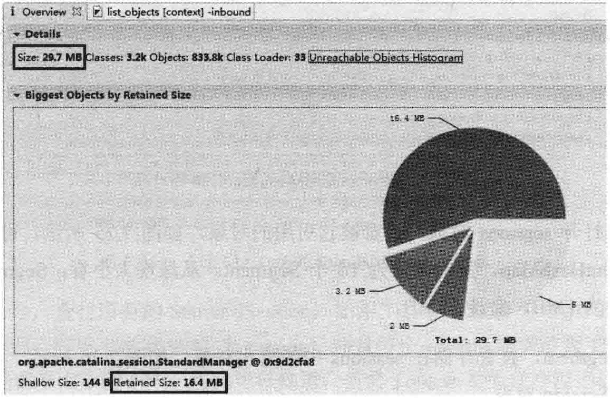 i Overview list_objects [context] -inbound
Details
Size: 29.7 MB Classes: 3.2k Objects: 833.8k Class Loader: 33 Unreachable Objects Histogram
Biggest Objects by Retained Size
16.4 MB
3.2 MB
2 MB
8 MB
Total: 29.7 MB
org.apache.catalina.session.StandardManager @ 0x9d2cfa8
Shallow Size: 144 B Retained Size: 16.4 MB